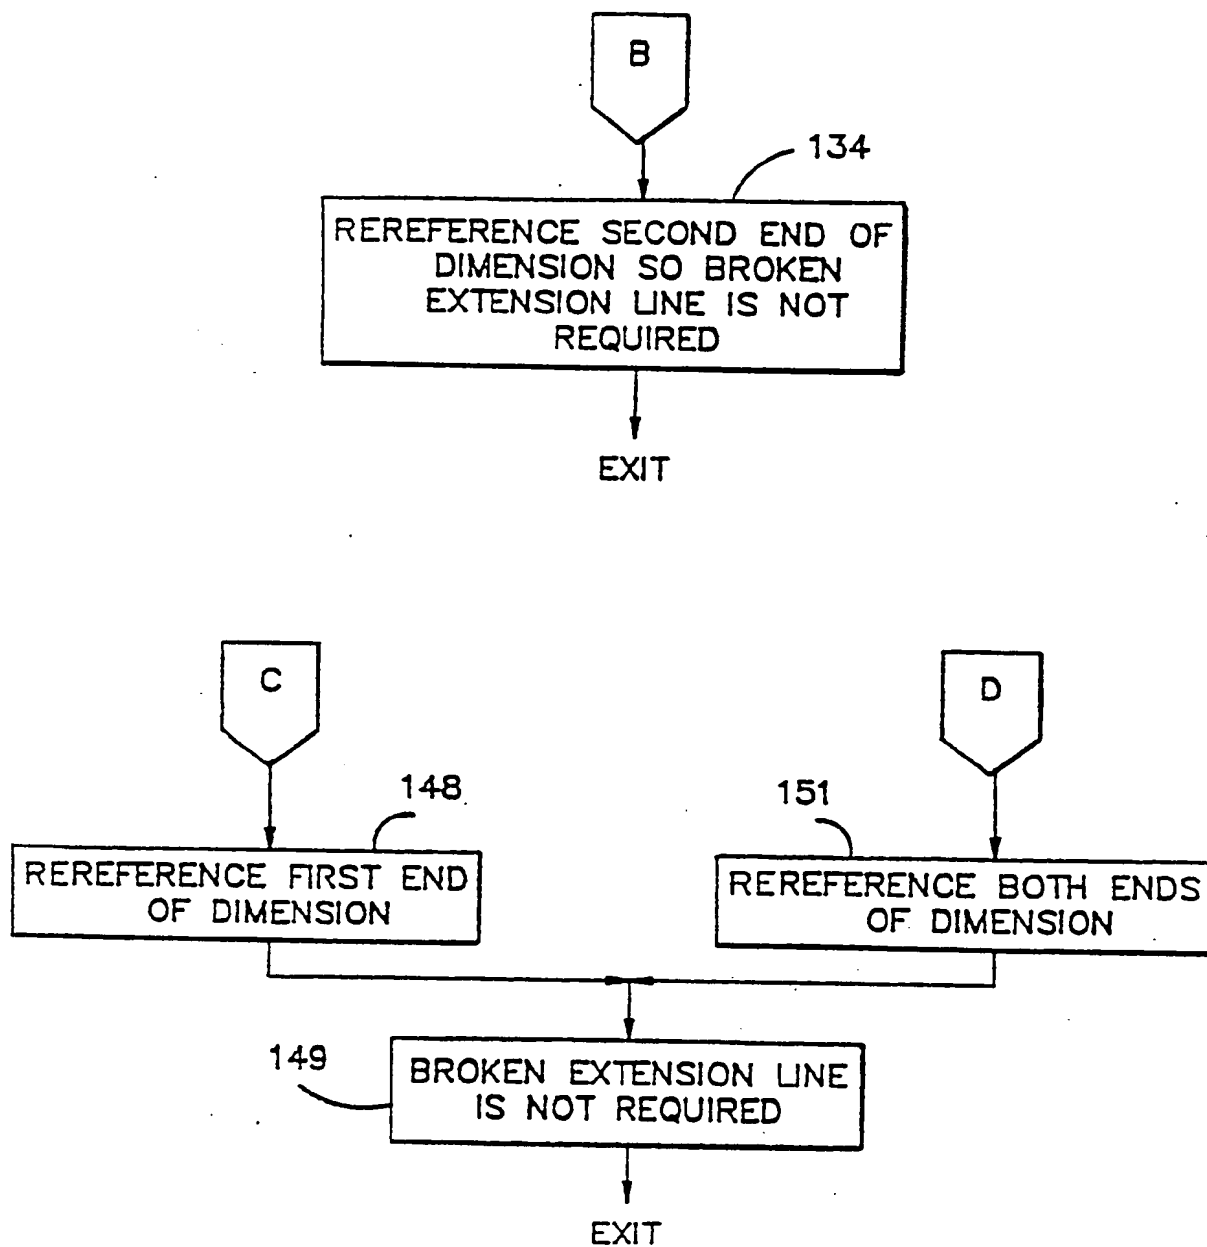 B
134
REREFERENCE SECOND END OF
DIMENSION SO BROKEN
EXTENSION LINE IS NOT
REQUIRED
EXIT
C
D
148
151
REREFERENCE FIRST END
OF DIMENSION
REREFERENCE BOTH ENDS
OF DIMENSION
149
BROKEN EXTENSION LINE
IS NOT REQUIRED
EXIT